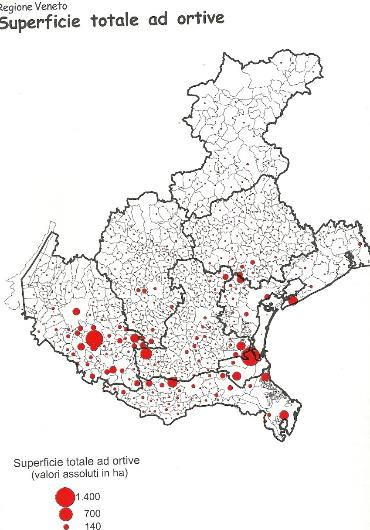 Regione Veneto
Superficie totale ad ortive
Superficie totale ad ortive
(valori assoluti in ha)
1.400
700
140